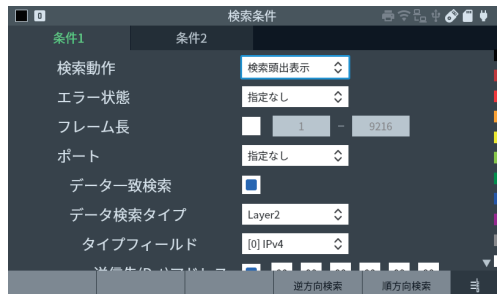 D 検索条件
条件1 条件2
検索動作 検索頭出表示
エラー状態 指定なし
フレーム長 1 – 9216
ポート 指定なし
データ一致検索
データ検索タイプ Layer2
タイプフィールド [0] IPv4
逆方向検索 順方向検索